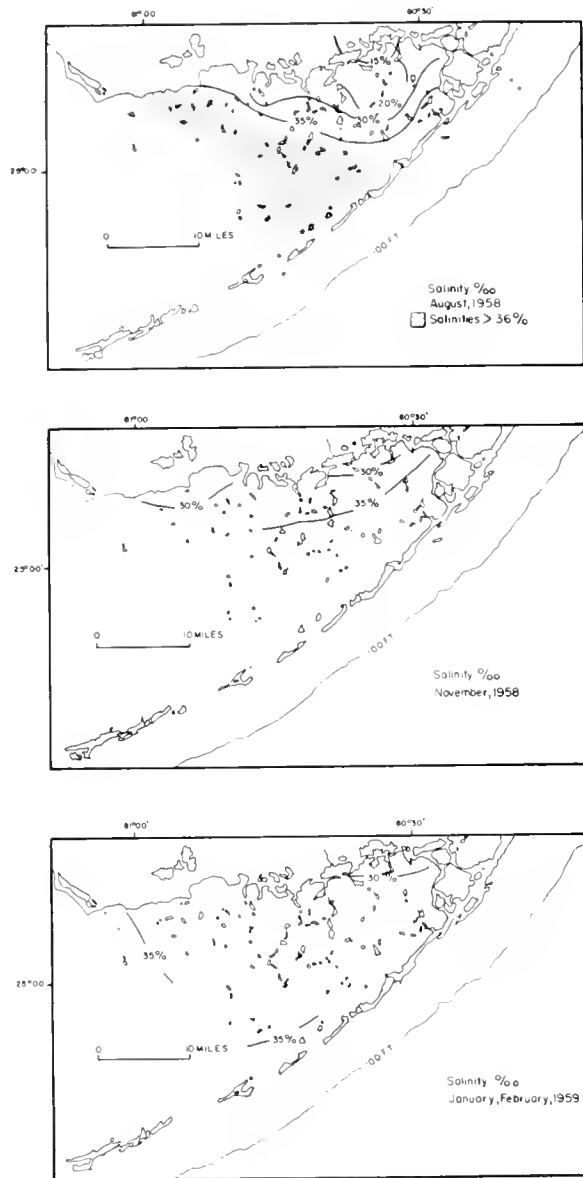 81°00' 80°30'
15%
20%
30%
35%
25°00'
0 10 MILES
100 FT
Salinity ‰
August, 1958
Salinities > 36%
81°00' 80°30'
30%
30%
35%
25°00'
0 10 MILES
100 FT
Salinity ‰
November, 1958
81°00' 80°30'
30%
35%
25°00'
35%
0 10 MILES
100 FT
Salinity ‰
January, February, 1959